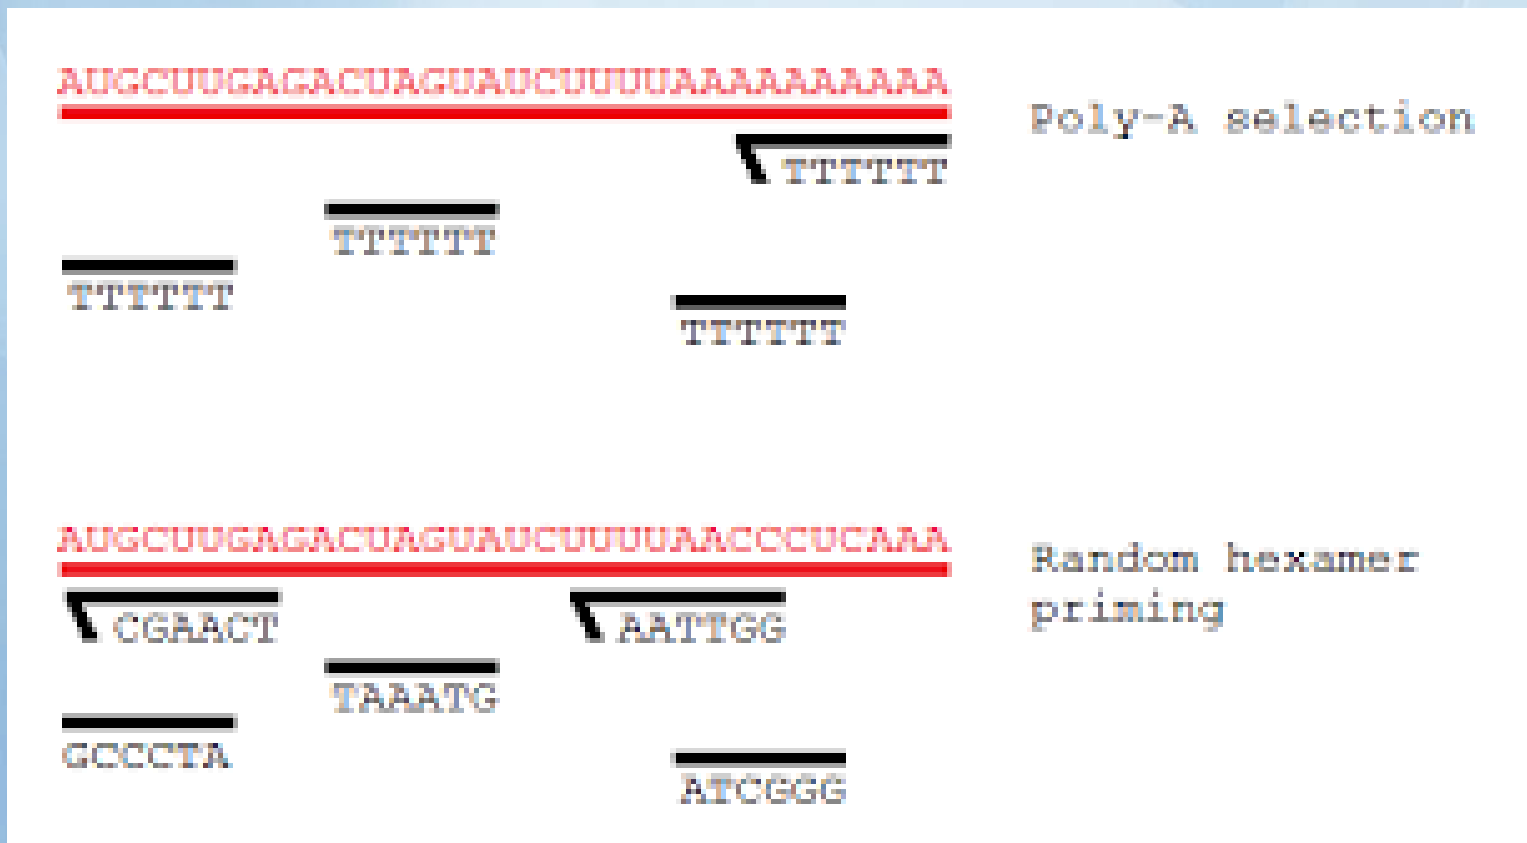 AUGCUUGAGACUAGUAUCUUUUAAAAAAAAAA
Poly-A selection
TTTTTT
TTTTTT
TTTTTT
TTTTTT
AUGCUUGAGACUAGUAUCUUUUAACCCUCAAA
Random hexamer
priming
CGAACT
AATTGG
TAAATG
GCCCTA
ATCGGG